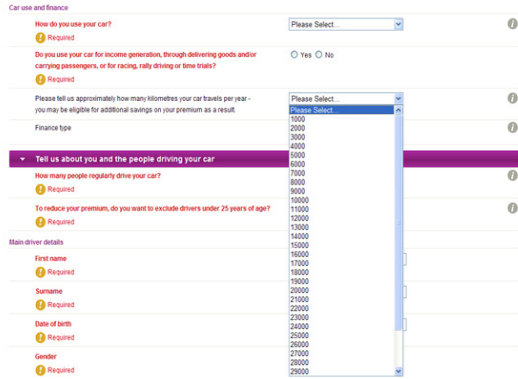 Car use and finance
How do you use your car?
Please Select...
Required
Do you use your car for income generation, through delivering goods and/or
carrying passengers, or for racing, rally driving or time trials?
Yes No
Required
Please tell us approximately how many kilometres your car travels per year -
you may be eligible for additional savings on your premium as a result.
Please Select...
Please Select...
1000
2000
3000
4000
5000
6000
7000
8000
9000
10000
11000
12000
13000
14000
15000
16000
17000
18000
19000
20000
21000
22000
23000
24000
25000
26000
27000
28000
29000
Finance type
Tell us about you and the people driving your car
How many people regularly drive your car?
Required
To reduce your premium, do you want to exclude drivers under 25 years of age?
Required
Main driver details
First name
Required
Surname
Required
Date of birth
Required
Gender
Required